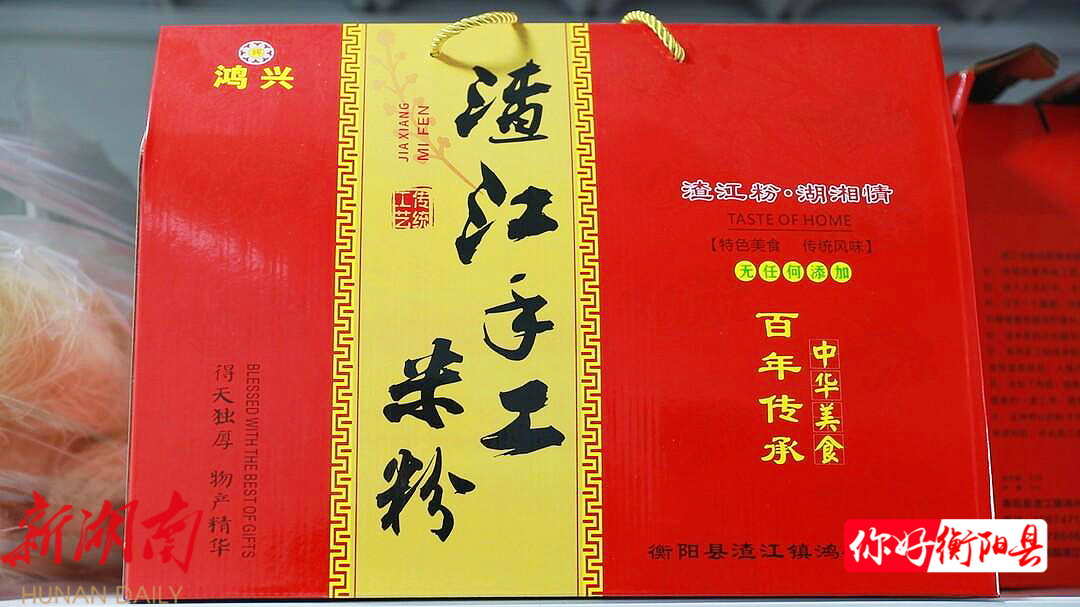 鸿兴
得天独厚 物产精华
BLESSED WITH THE BEST OF GIFTS
渣江手工
米粉
JIAXIANG
MI FEN
传统
工艺
渣江粉·湖湘情
TASTE OF HOME
【特色美食 传统风味】
无任何添加
百年传承
中华美食
衡阳县渣江镇鸿
新湖南
HUNAN DAILY
你好衡阳县